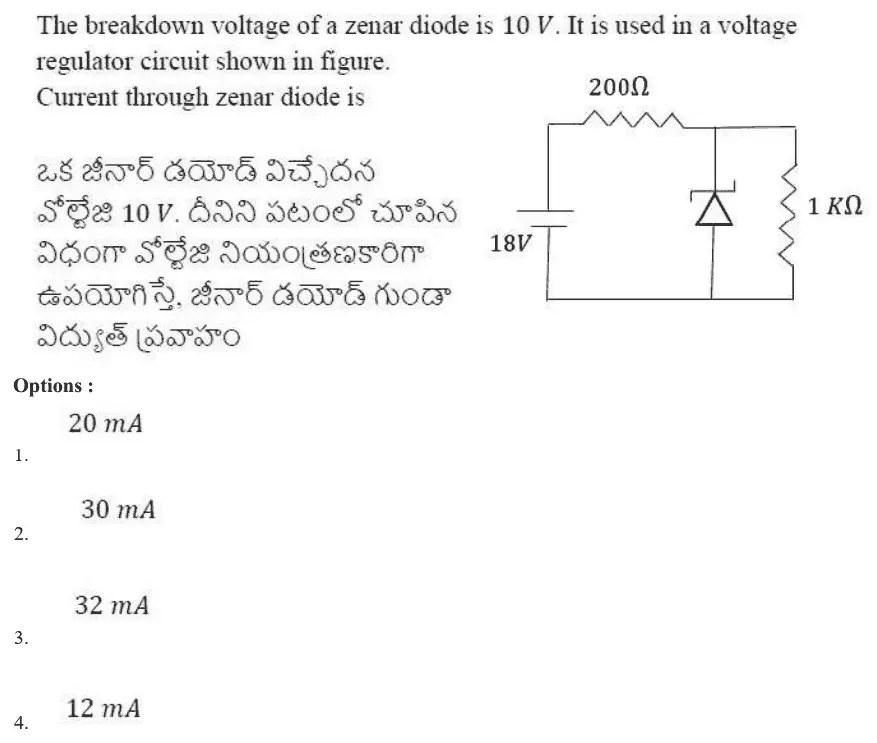 The breakdown voltage of a zenar diode is 10 V. It is used in a voltage
regulator circuit shown in figure.
Current through zenar diode is
200Ω
1 KΩ
18V
ఒక జీనార్ డయోడ్ విచ్ఛేదన
వోల్టేజి 10 V. దీనిని పటంలో చూపిన
విధంగా వోల్టేజి నియంత్రణకారిగా
ఉపయోగిస్తే, జీనార్ డయోడ్ గుండా
విద్యుత్ ప్రవాహం
Options :
20 mA
1.
30 mA
2.
32 mA
3.
12 mA
4.